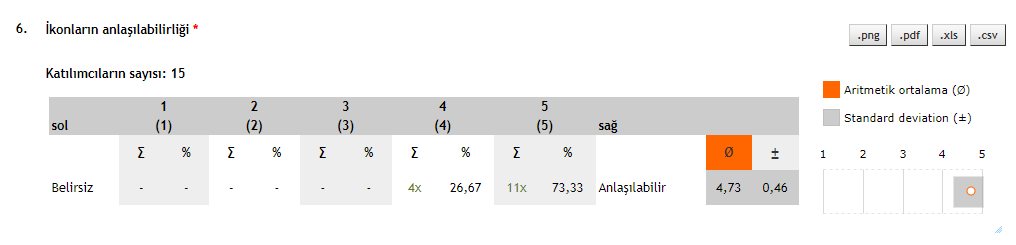 6. İkonların anlaşılabilirliği *
.png .pdf .xls .csv
Katılımcıların sayısı: 15
Aritmetik ortalama (Ø)
Standard deviation (±)
1 2 3 4 5
sol (1) (2) (3) (4) (5) sağ
Σ % Σ % Σ % Σ % Σ % Ø ±
1 2 3 4 5
Belirsiz - - - - - - 4x 26,67 11x 73,33 Anlaşılabilir 4,73 0,46